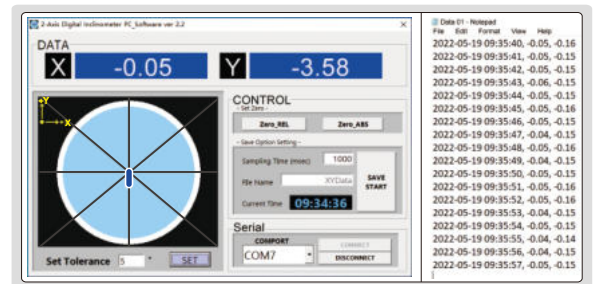 2-Axis Digital Inclinometer PC_Software ver 2.2
DATA
X -0.05 Y -3.58
Y
X
Set Tolerance 5 ° SET
CONTROL
- Set Zero -
Zero_REL Zero_ABS
- Save Option Setting -
Sampling Time (msec) 1000
File Name XYData
SAVE START
Current Time 09:34:36
Serial
COMPORT
COM7
CONNECT
DISCONNECT
Data 01 - Notepad
File Edit Format View Help
2022-05-19 09:35:40, -0.05, -0.16
2022-05-19 09:35:41, -0.05, -0.15
2022-05-19 09:35:42, -0.05, -0.15
2022-05-19 09:35:43, -0.06, -0.15
2022-05-19 09:35:44, -0.05, -0.15
2022-05-19 09:35:45, -0.05, -0.16
2022-05-19 09:35:46, -0.05, -0.15
2022-05-19 09:35:47, -0.04, -0.15
2022-05-19 09:35:48, -0.05, -0.16
2022-05-19 09:35:49, -0.04, -0.15
2022-05-19 09:35:50, -0.05, -0.15
2022-05-19 09:35:51, -0.05, -0.16
2022-05-19 09:35:52, -0.05, -0.16
2022-05-19 09:35:53, -0.04, -0.15
2022-05-19 09:35:54, -0.05, -0.15
2022-05-19 09:35:55, -0.04, -0.14
2022-05-19 09:35:56, -0.04, -0.15
2022-05-19 09:35:57, -0.05, -0.15